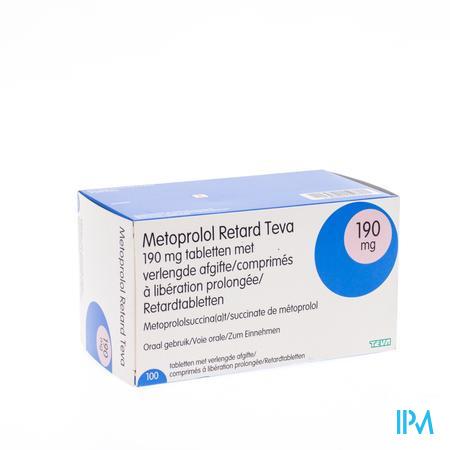 Metoprolol Retard Teva
190 mg tabletten met
verlengde afgifte/comprimés
à libération prolongée/
Retardtabletten
Metoprololsuccina(a)t/succinate de métoprolol
Oraal gebruik/Voie orale/Zum Einnehmen
100
tabletten met verlengde afgifte/
comprimés à libération prolongée/Retardtabletten
190
mg
TEVA
Metoprolol Retard Teva
190
mg
IPM